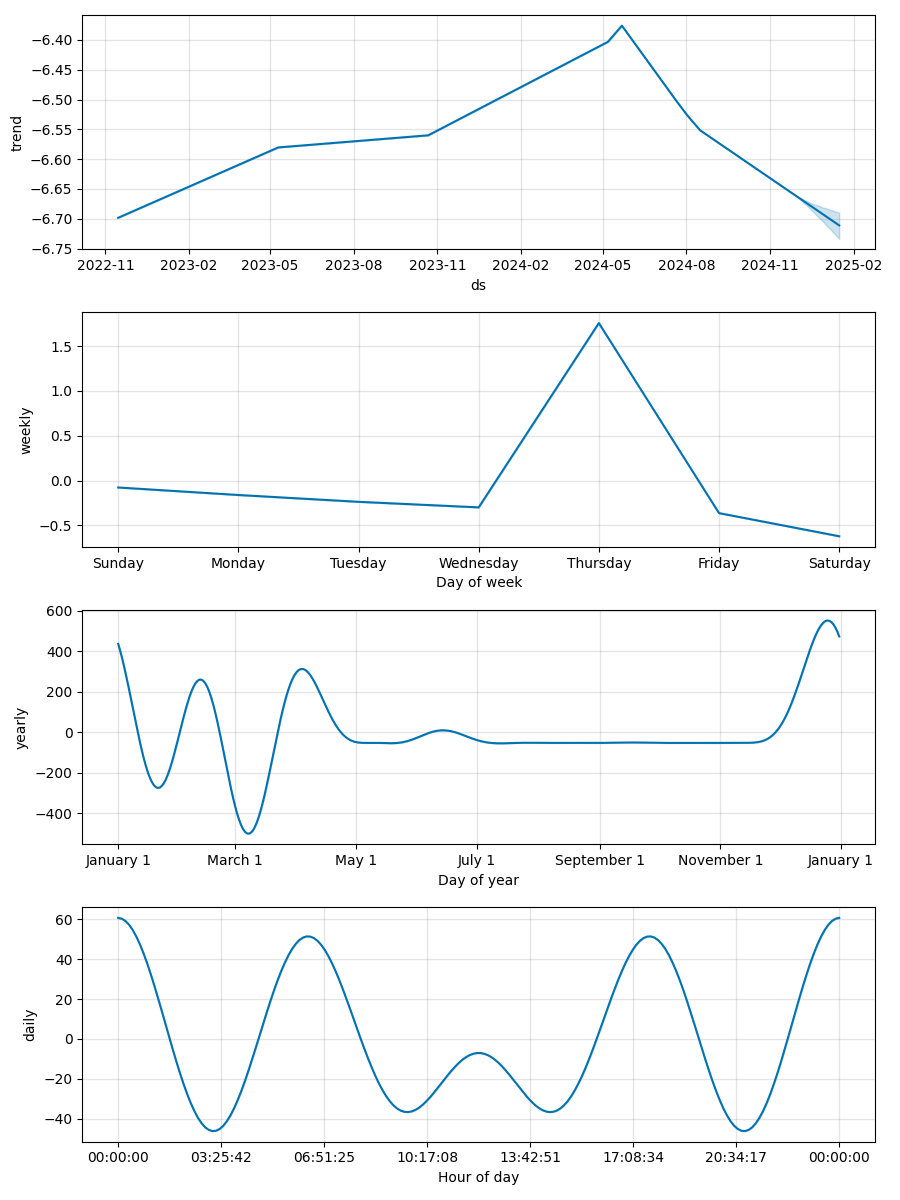 −6.40
−6.45
−6.50
−6.55
−6.60
−6.65
−6.70
−6.75
trend
2022-11 2023-02 2023-05 2023-08 2023-11 2024-02 2024-05 2024-08 2024-11 2025-02
ds
1.5
1.0
0.5
0.0
−0.5
weekly
Sunday Monday Tuesday Wednesday Thursday Friday Saturday
Day of week
600
400
200
0
−200
−400
yearly
January 1 March 1 May 1 July 1 September 1 November 1 January 1
Day of year
60
40
20
0
−20
−40
daily
00:00:00 03:25:42 06:51:25 10:17:08 13:42:51 17:08:34 20:34:17 00:00:00
Hour of day